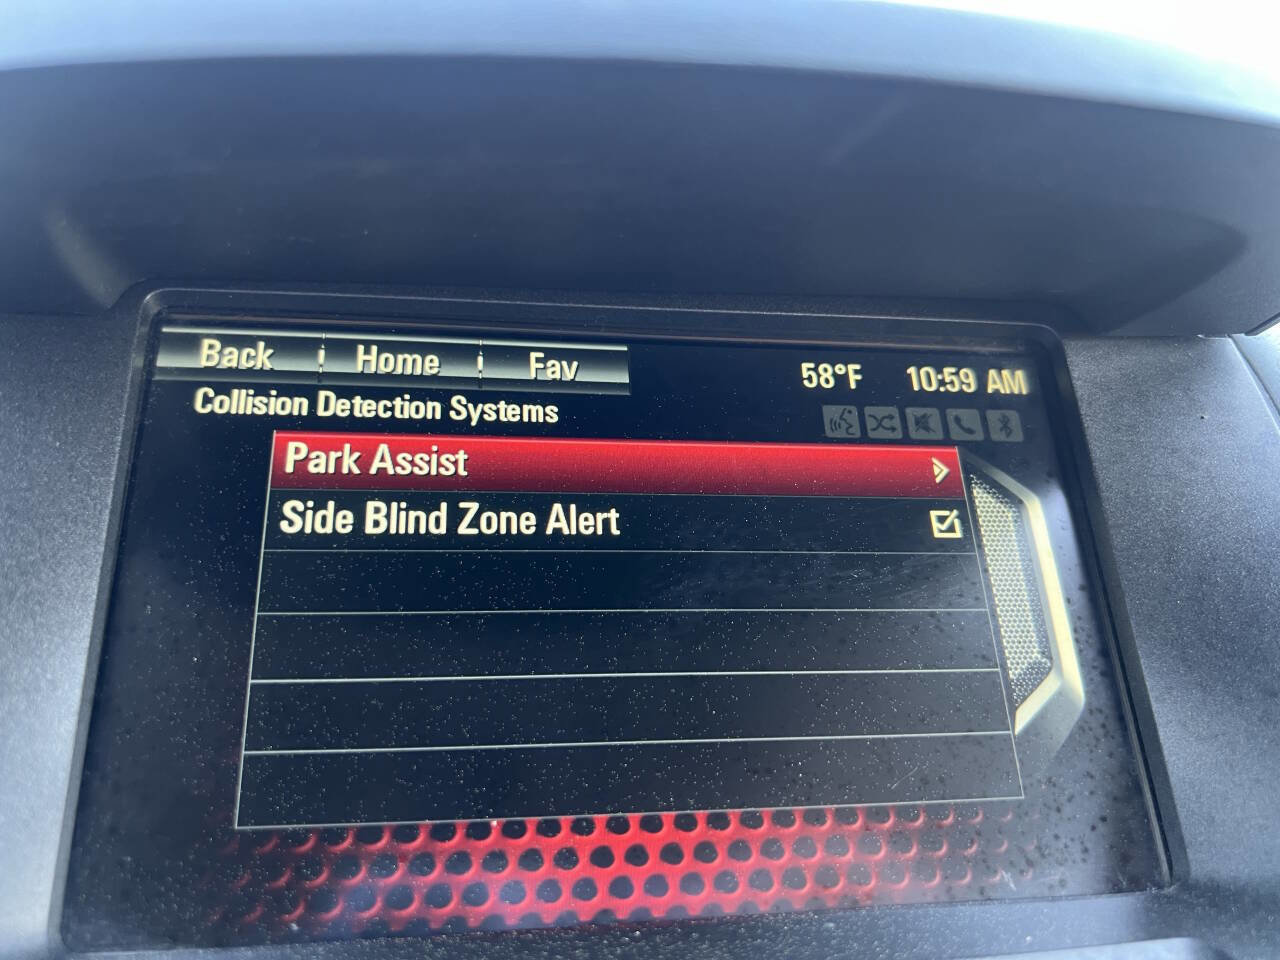 Back Home Fav
58°F 10:59 AM
Collision Detection Systems
Park Assist
Side Blind Zone Alert